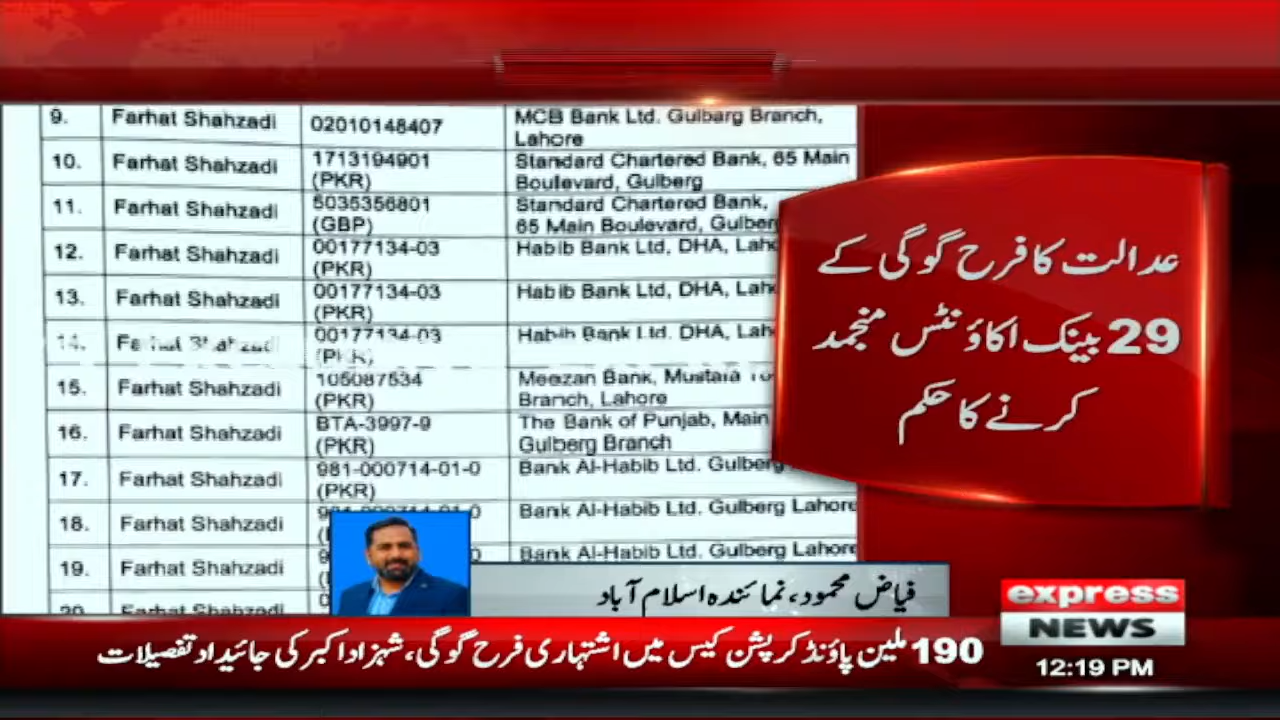 9. Farhat Shahzadi 02010148407 MCB Bank Ltd. Gulbarg Branch, Lahore
10. Farhat Shahzadi 1713194901 (PKR) Standard Chartered Bank, 65 Main Boulevard, Gulberg
11. Farhat Shahzadi 5035356801 (GBP) Standard Chartered Bank, 65 Main Boulevard,
12. Farhat Shahzadi 00177134-03 (PKR) Habib Bank Ltd, DHA,
13. Farhat Shahzadi 00177134-03 (PKR) Habib Bank Ltd, DHA,
14. 00177134-03 (PKR) Habib Bank Ltd, DHA,
15. Farhat Shahzadi 105087534 (PKR) Meezan Bank, Branch, Lahore
16. Farhat Shahzadi BTA-3997-9 (PKR) The Bank of Punjab, Main Gulberg Branch
17. Farhat Shahzadi 981-000714-01-0 (PKR) Bank Al-Habib Ltd. Gulberg
18. Farhat Shahzadi Bank Al-Habib Ltd. Gulberg Lahore
19. Farhat Shahzadi Bank Al-Habib Ltd. Gulberg Lahore
20. Farhat Shahzadi
عدالت کا فرح گوگی کے
29 بینک اکاؤنٹس منجمد
کرنے کا حکم
فیاض محمود، نمائندہ اسلام آباد
190 ملین پاؤنڈ کرپشن کیس میں اشتہاری فرح گوگی، شہزاد اکبر کی جائیداد تفصیلات
express
NEWS
12:19 PM